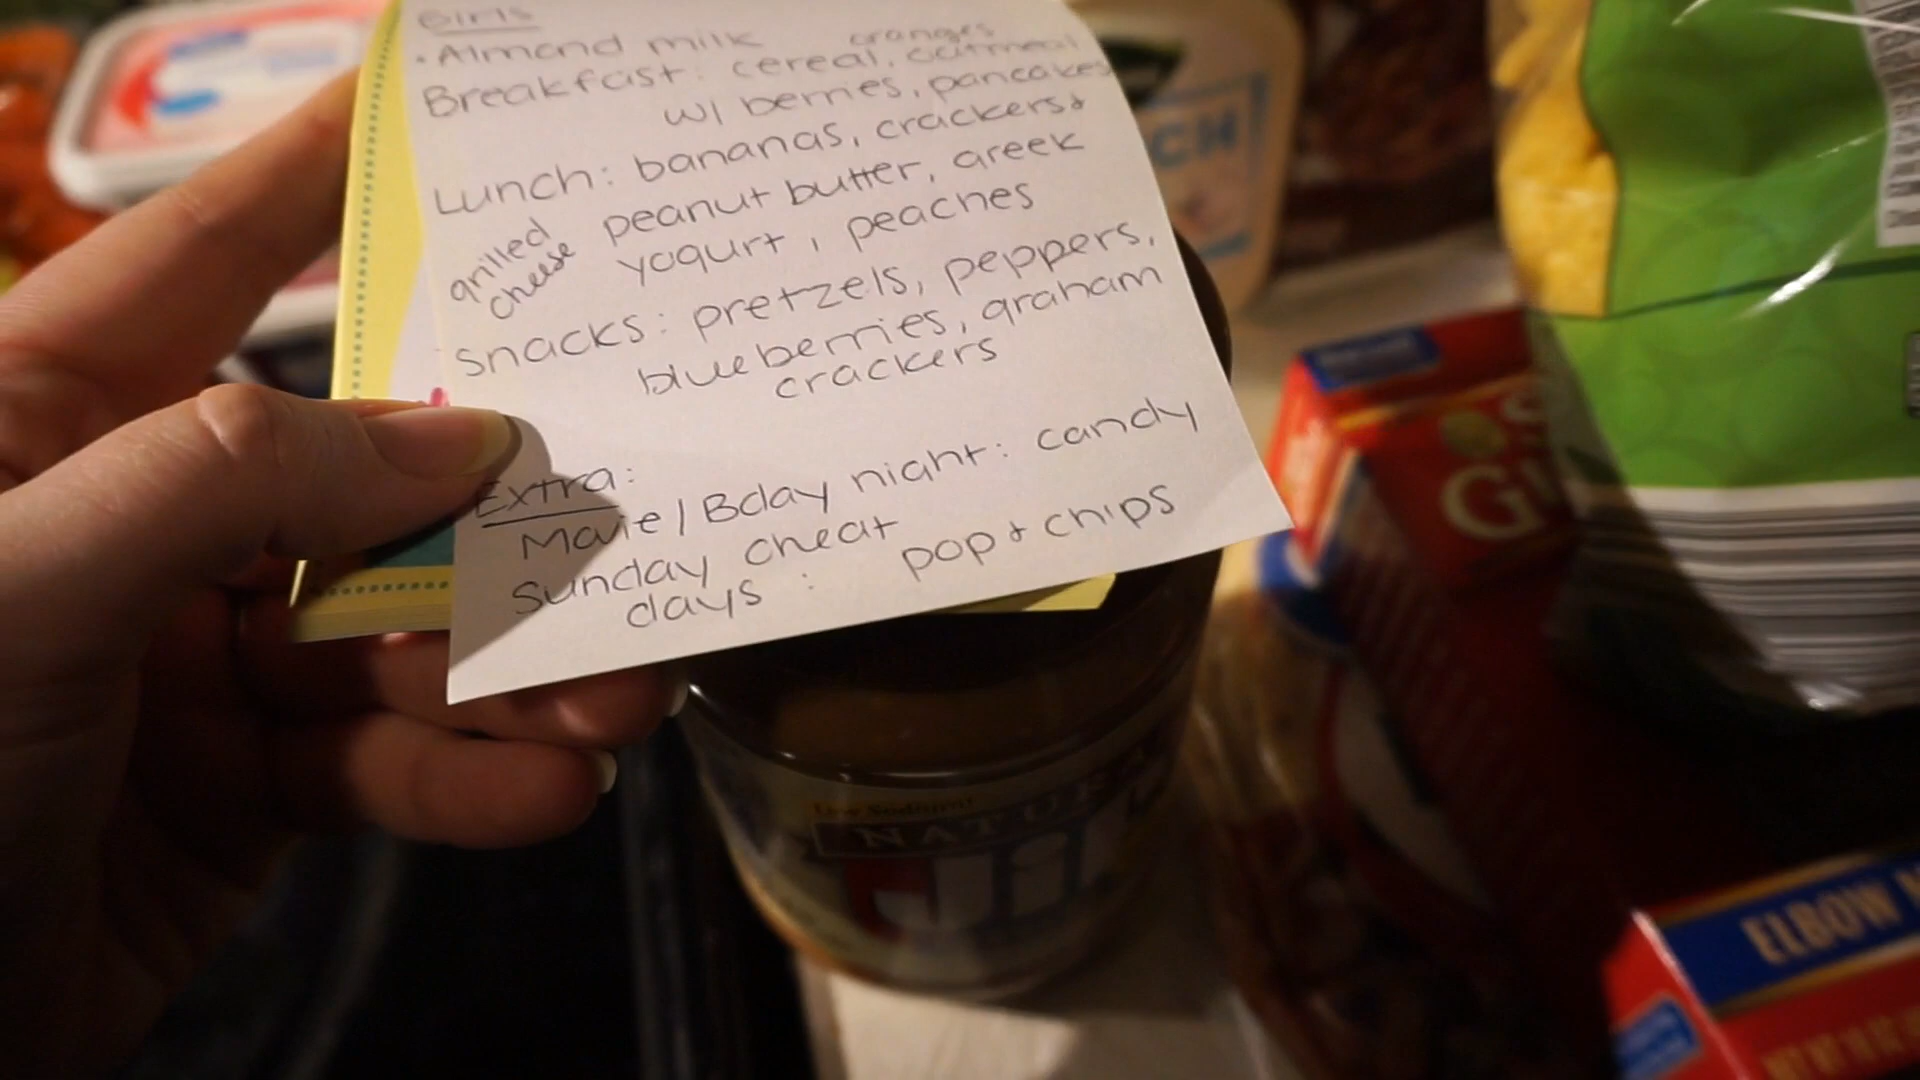 Girls
• Almond milk
oranges
Breakfast: cereal, oatmeal
w/ berries, pancakes
Lunch: bananas, crackers &
peanut butter, greek
yogurt, peaches
grilled
cheese
Snacks: pretzels, peppers,
blueberries, graham
crackers
Extra:
Movie/Bday night: candy
Sunday cheat
days : pop & chips
NATURAL
Jif
ELBOW